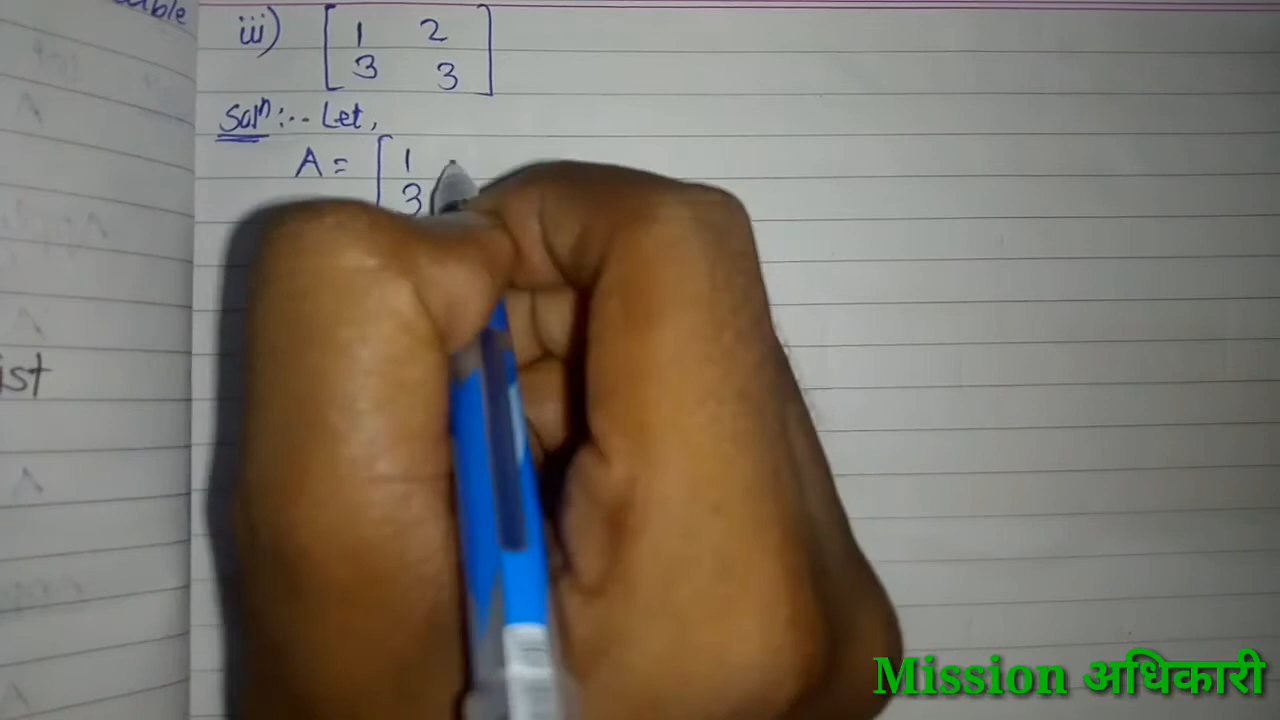 iii) [ 1 2
3 3 ]
Solⁿ :-- Let,
A = [ 1
3
ist
Mission अधिकारी